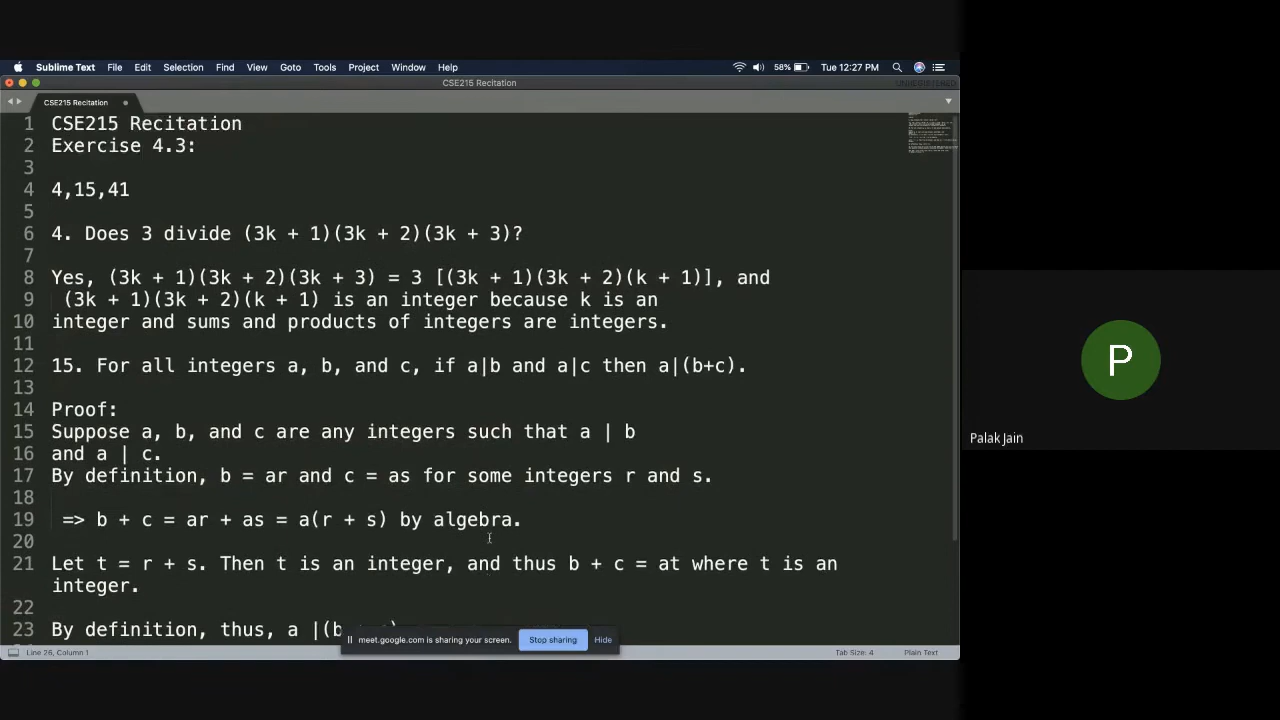 Sublime Text File Edit Selection Find View Goto Tools Project Window Help 58% Tue 12:27 PM
CSE215 Recitation
UNREGISTERED
CSE215 Recitation
1 CSE215 Recitation
2 Exercise 4.3:
3
4 4,15,41
5
6 4. Does 3 divide (3k + 1)(3k + 2)(3k + 3)?
7
8 Yes, (3k + 1)(3k + 2)(3k + 3) = 3 [(3k + 1)(3k + 2)(k + 1)], and
9 (3k + 1)(3k + 2)(k + 1) is an integer because k is an
10 integer and sums and products of integers are integers.
11
12 15. For all integers a, b, and c, if a|b and a|c then a|(b+c).
13
14 Proof:
15 Suppose a, b, and c are any integers such that a | b
16 and a | c.
17 By definition, b = ar and c = as for some integers r and s.
18
19 => b + c = ar + as = a(r + s) by algebra.
20
21 Let t = r + s. Then t is an integer, and thus b + c = at where t is an
integer.
22
23 By definition, thus, a |(b
meet.google.com is sharing your screen. Stop sharing Hide
Line 26, Column 1 Tab Size: 4 Plain Text
P
Palak Jain